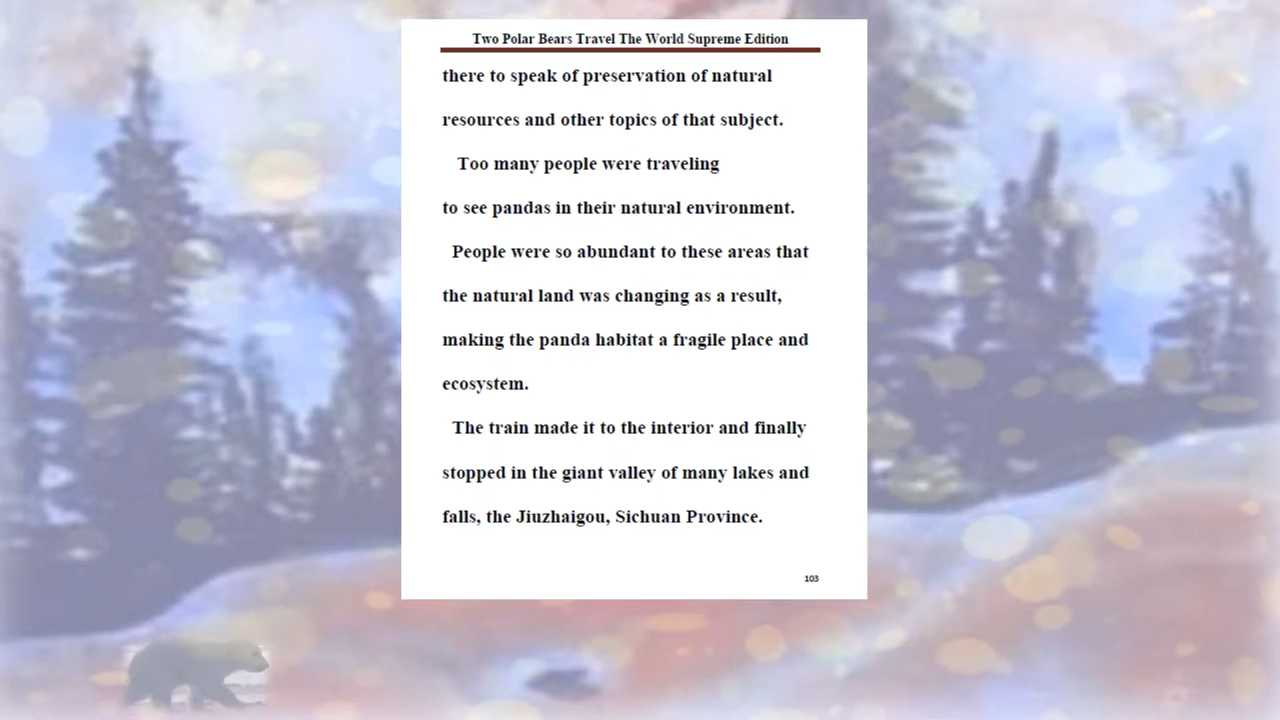 Two Polar Bears Travel The World Supreme Edition
there to speak of preservation of natural
resources and other topics of that subject.
Too many people were traveling
to see pandas in their natural environment.
People were so abundant to these areas that
the natural land was changing as a result,
making the panda habitat a fragile place and
ecosystem.
The train made it to the interior and finally
stopped in the giant valley of many lakes and
falls, the Jiuzhaigou, Sichuan Province.
103